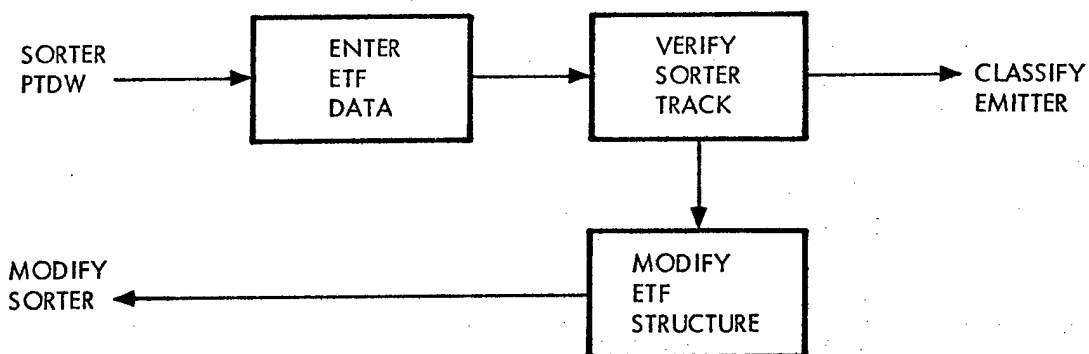 SORTER
PTDW
ENTER
ETF
DATA
VERIFY
SORTER
TRACK
CLASSIFY
EMITTER
MODIFY
SORTER
MODIFY
ETF
STRUCTURE